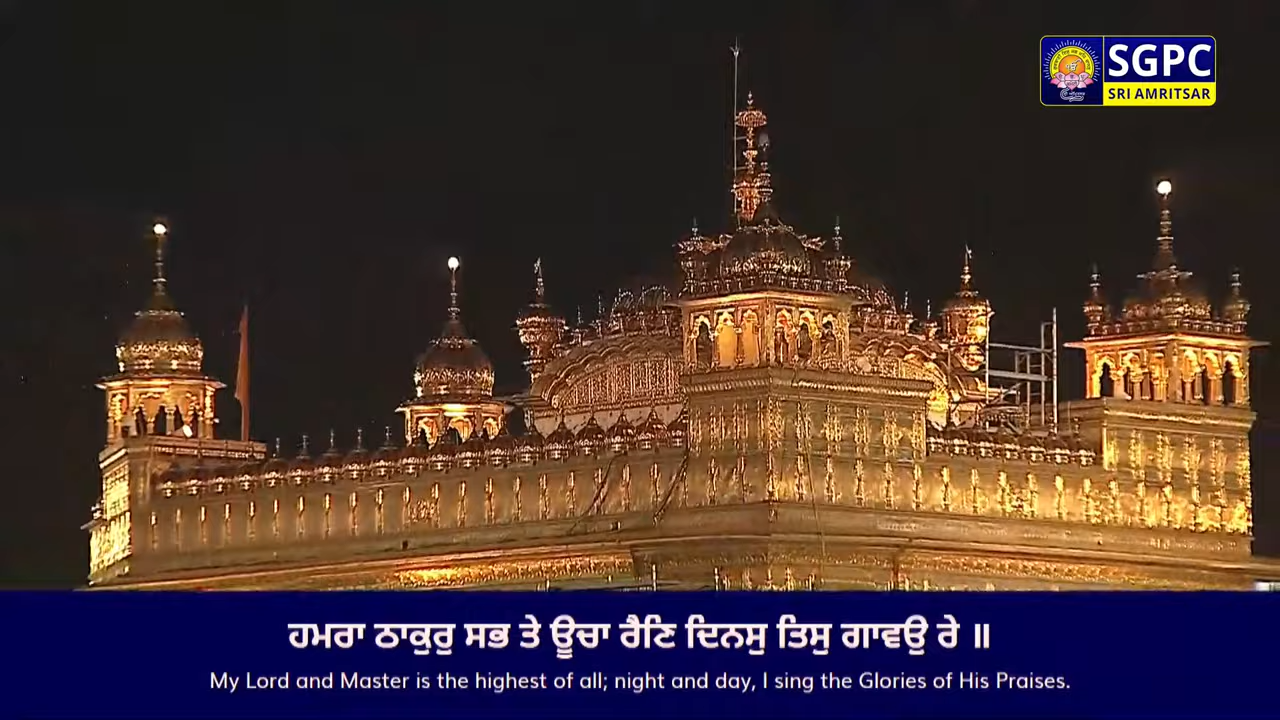 SGPC
SRI AMRITSAR
ਹਮਰਾ ਠਾਕੁਰੁ ਸਭ ਤੇ ਊਚਾ ਰੈਣਿ ਦਿਨਸੁ ਤਿਸੁ ਗਾਵਉ ਰੇ ॥
My Lord and Master is the highest of all; night and day, I sing the Glories of His Praises.